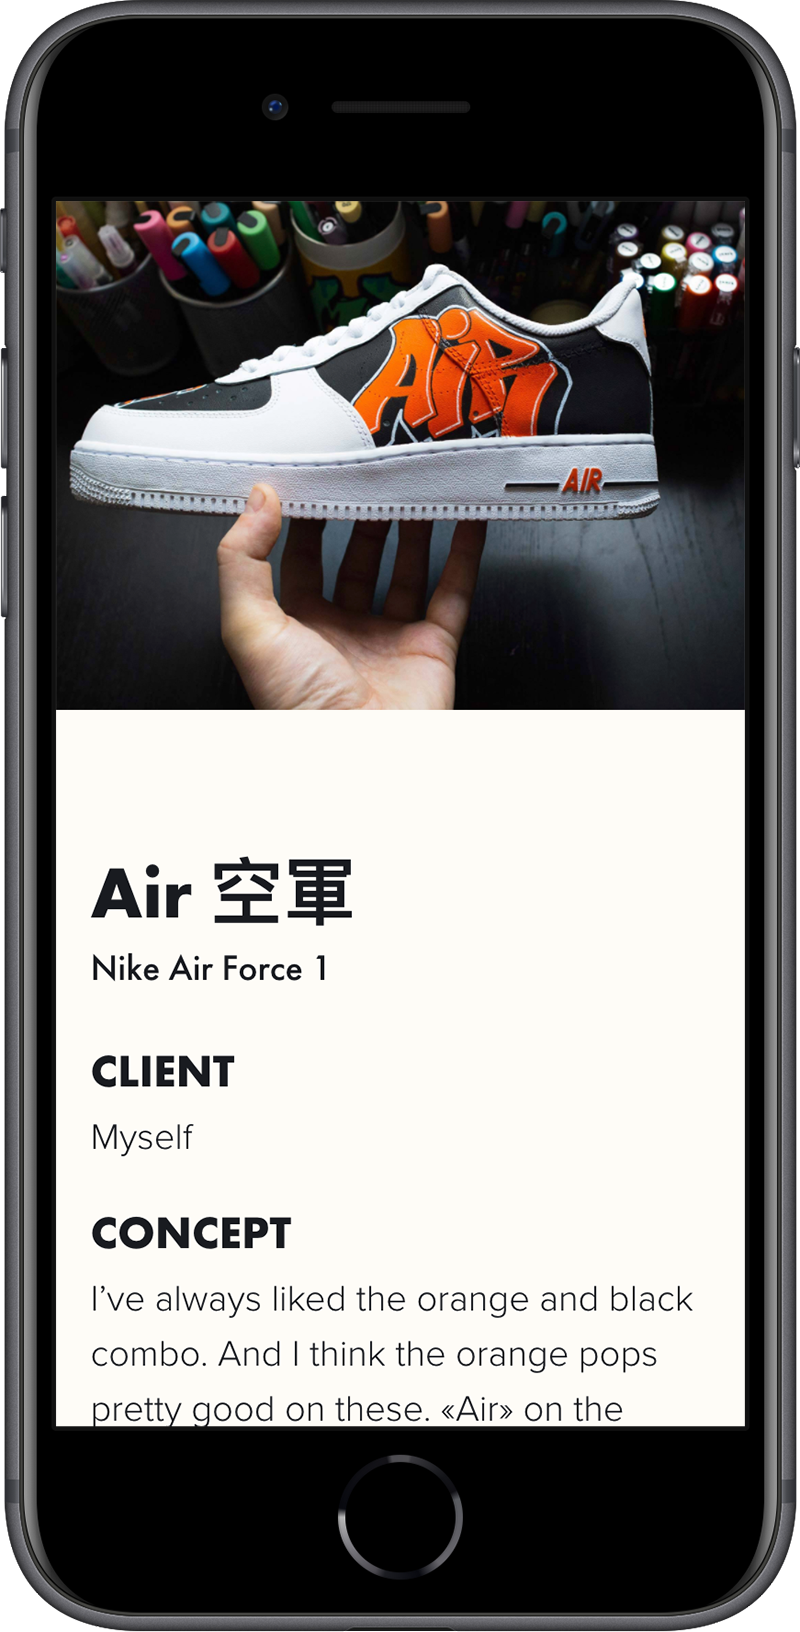 AiR
AIR
Air 空軍
Nike Air Force 1
CLIENT
Myself
CONCEPT
I’ve always liked the orange and black
combo. And I think the orange pops
pretty good on these. «Air» on the